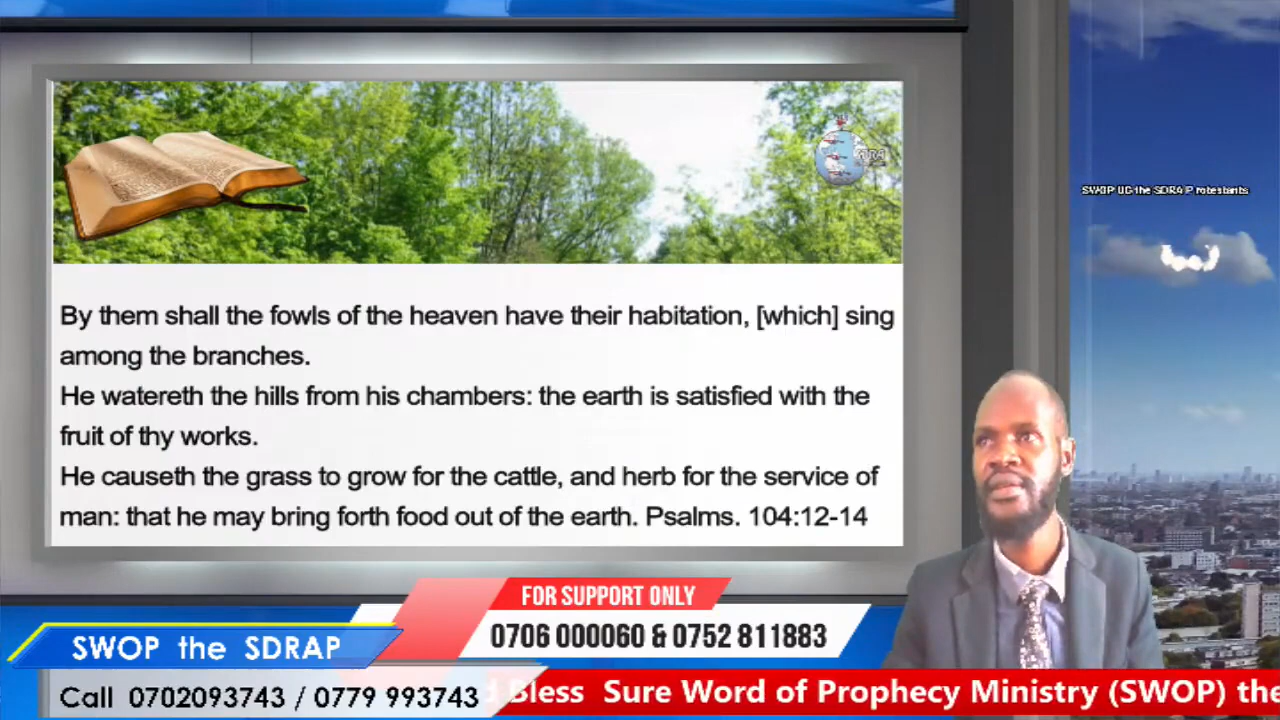 SWOP UG the SDRA Protestants
By them shall the fowls of the heaven have their habitation, [which] sing
among the branches.
He watereth the hills from his chambers: the earth is satisfied with the
fruit of thy works.
He causeth the grass to grow for the cattle, and herb for the service of
man: that he may bring forth food out of the earth. Psalms. 104:12-14
FOR SUPPORT ONLY
0706 000060 & 0752 811883
SWOP the SDRAP
Call 0702093743 / 0779 993743
Bless Sure Word of Prophecy Ministry (SWOP) the